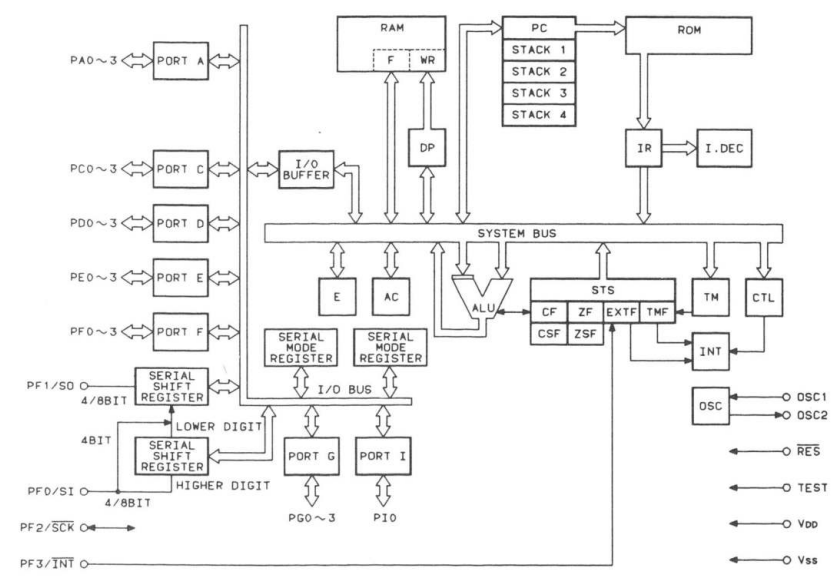 RAM
F
WR
PC
STACK 1
STACK 2
STACK 3
STACK 4
ROM
PA0~3
PORT A
DP
IR
I.DEC
PC0~3
PORT C
I/O
BUFFER
PD0~3
PORT D
SYSTEM BUS
PE0~3
PORT E
E
AC
ALU
STS
CF
ZF
EXTF
TMF
CSF
ZSF
TM
CTL
INT
PF0~3
PORT F
SERIAL
MODE
REGISTER
SERIAL
MODE
REGISTER
PF1/SO
4/8BIT
SERIAL
SHIFT
REGISTER
I/O BUS
OSC
OSC1
OSC2
4BIT
LOWER DIGIT
SERIAL
SHIFT
REGISTER
HIGHER DIGIT
PORT G
PORT I
RES
PF0/SI
4/8BIT
PG0~3
PI0
TEST
PF2/SCK
VDD
PF3/INT
Vss